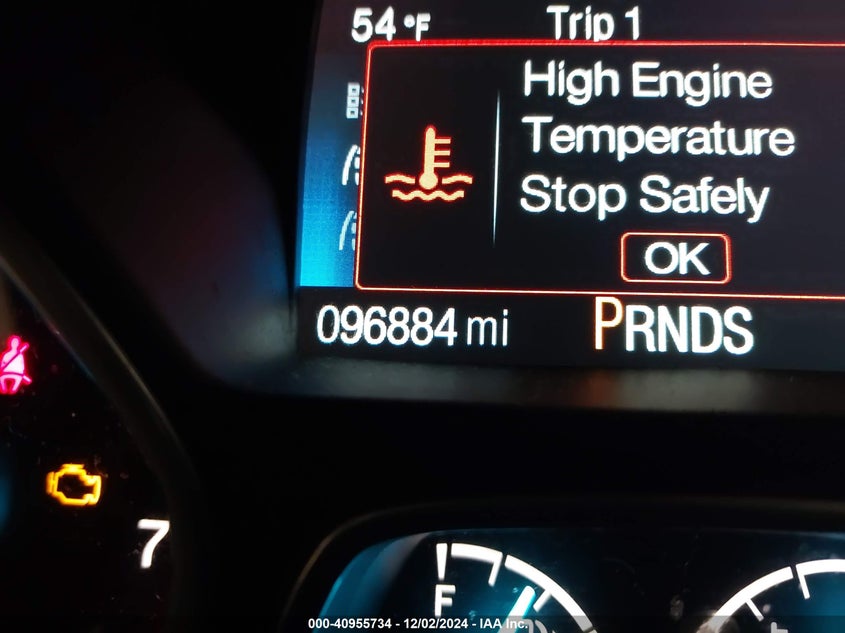 54 °F Trip 1
High Engine
Temperature
Stop Safely
OK
096884 mi PRNDS
7
F
000-40955734 - 12/02/2024 - IAA Inc.